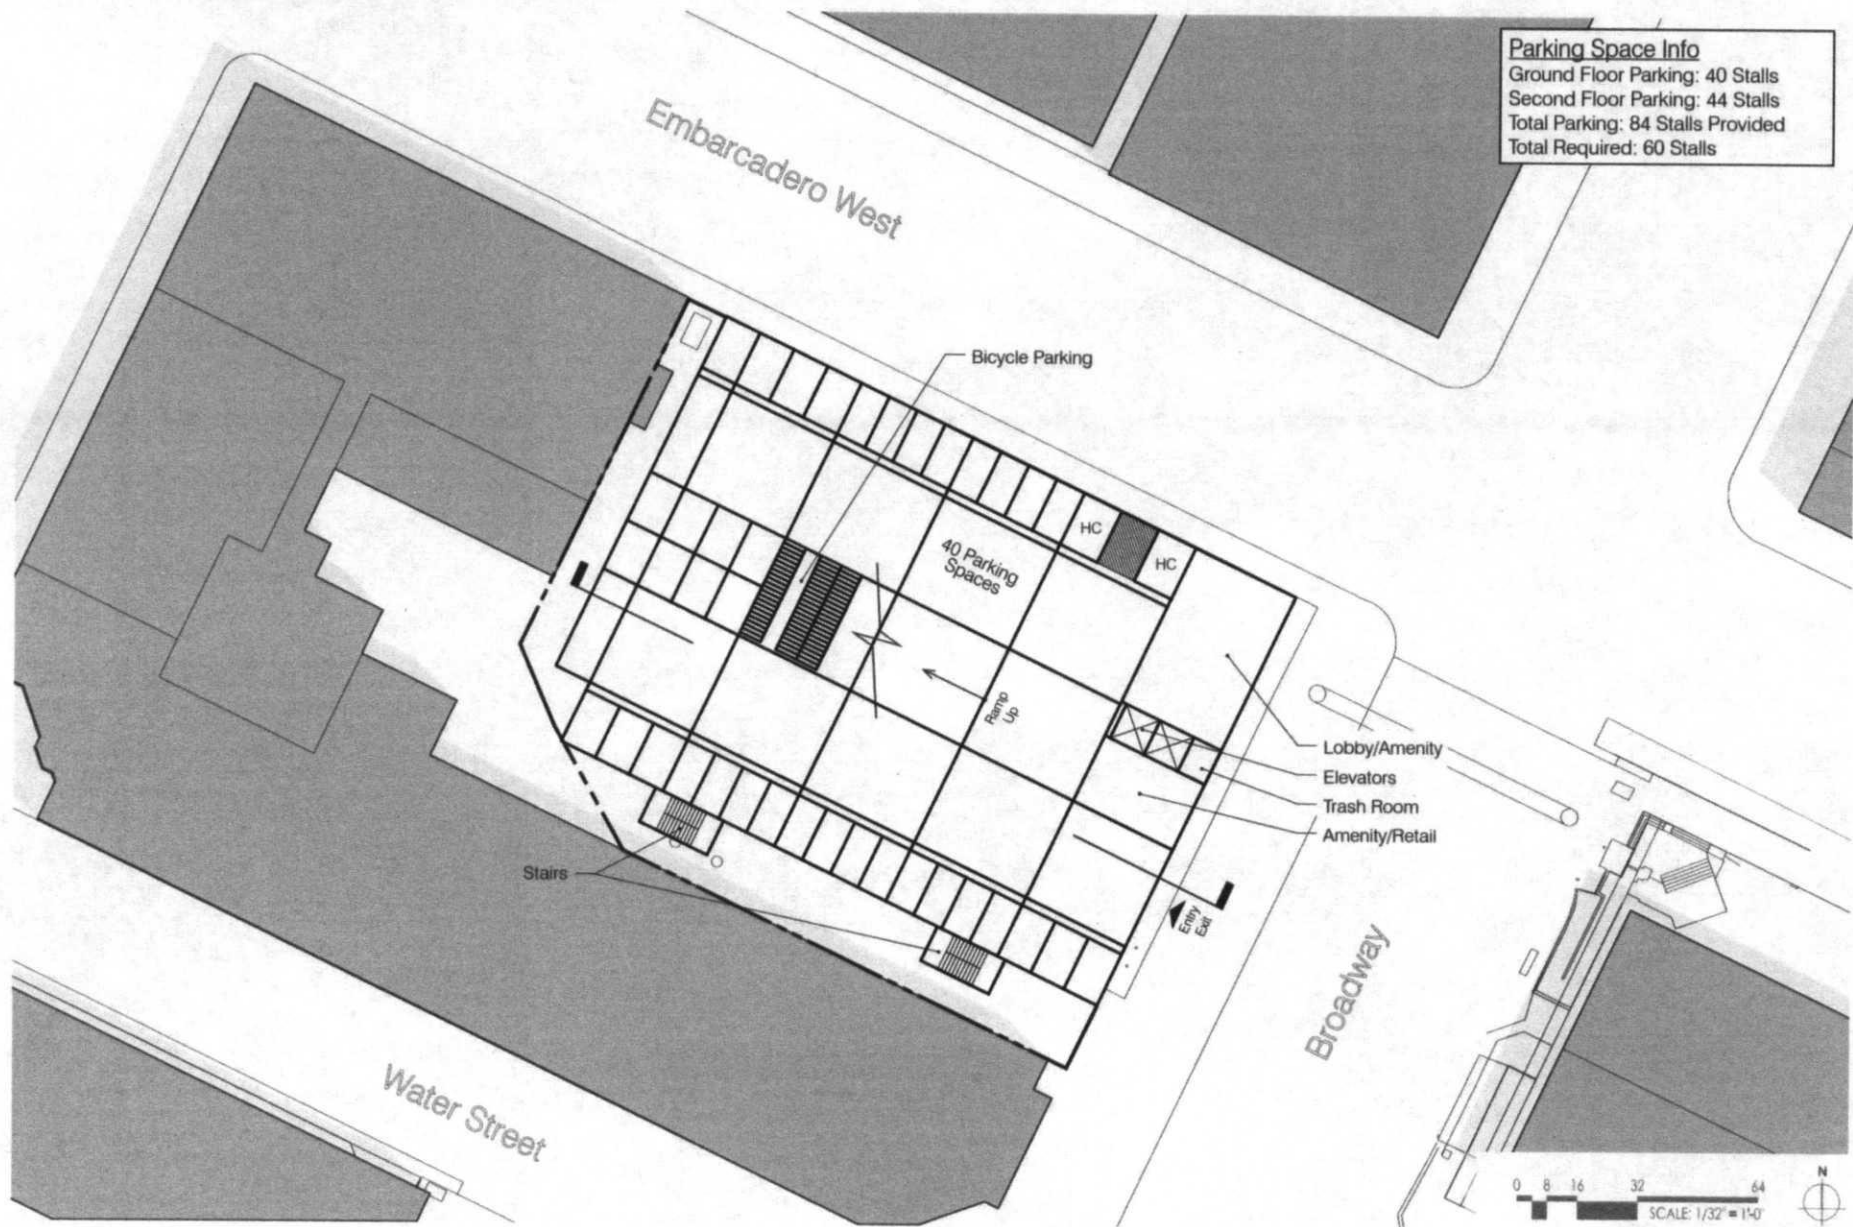 Parking Space Info
Ground Floor Parking: 40 Stalls
Second Floor Parking: 44 Stalls
Total Parking: 84 Stalls Provided
Total Required: 60 Stalls
Embarcadero West
Bicycle Parking
HC
HC
40 Parking
Spaces
Ramp
Up
Lobby/Amenity
Elevators
Trash Room
Amenity/Retail
Stairs
Entry
Exit
Broadway
Water Street
0 8 16 32 64
SCALE: 1/32" = 1'-0"
N